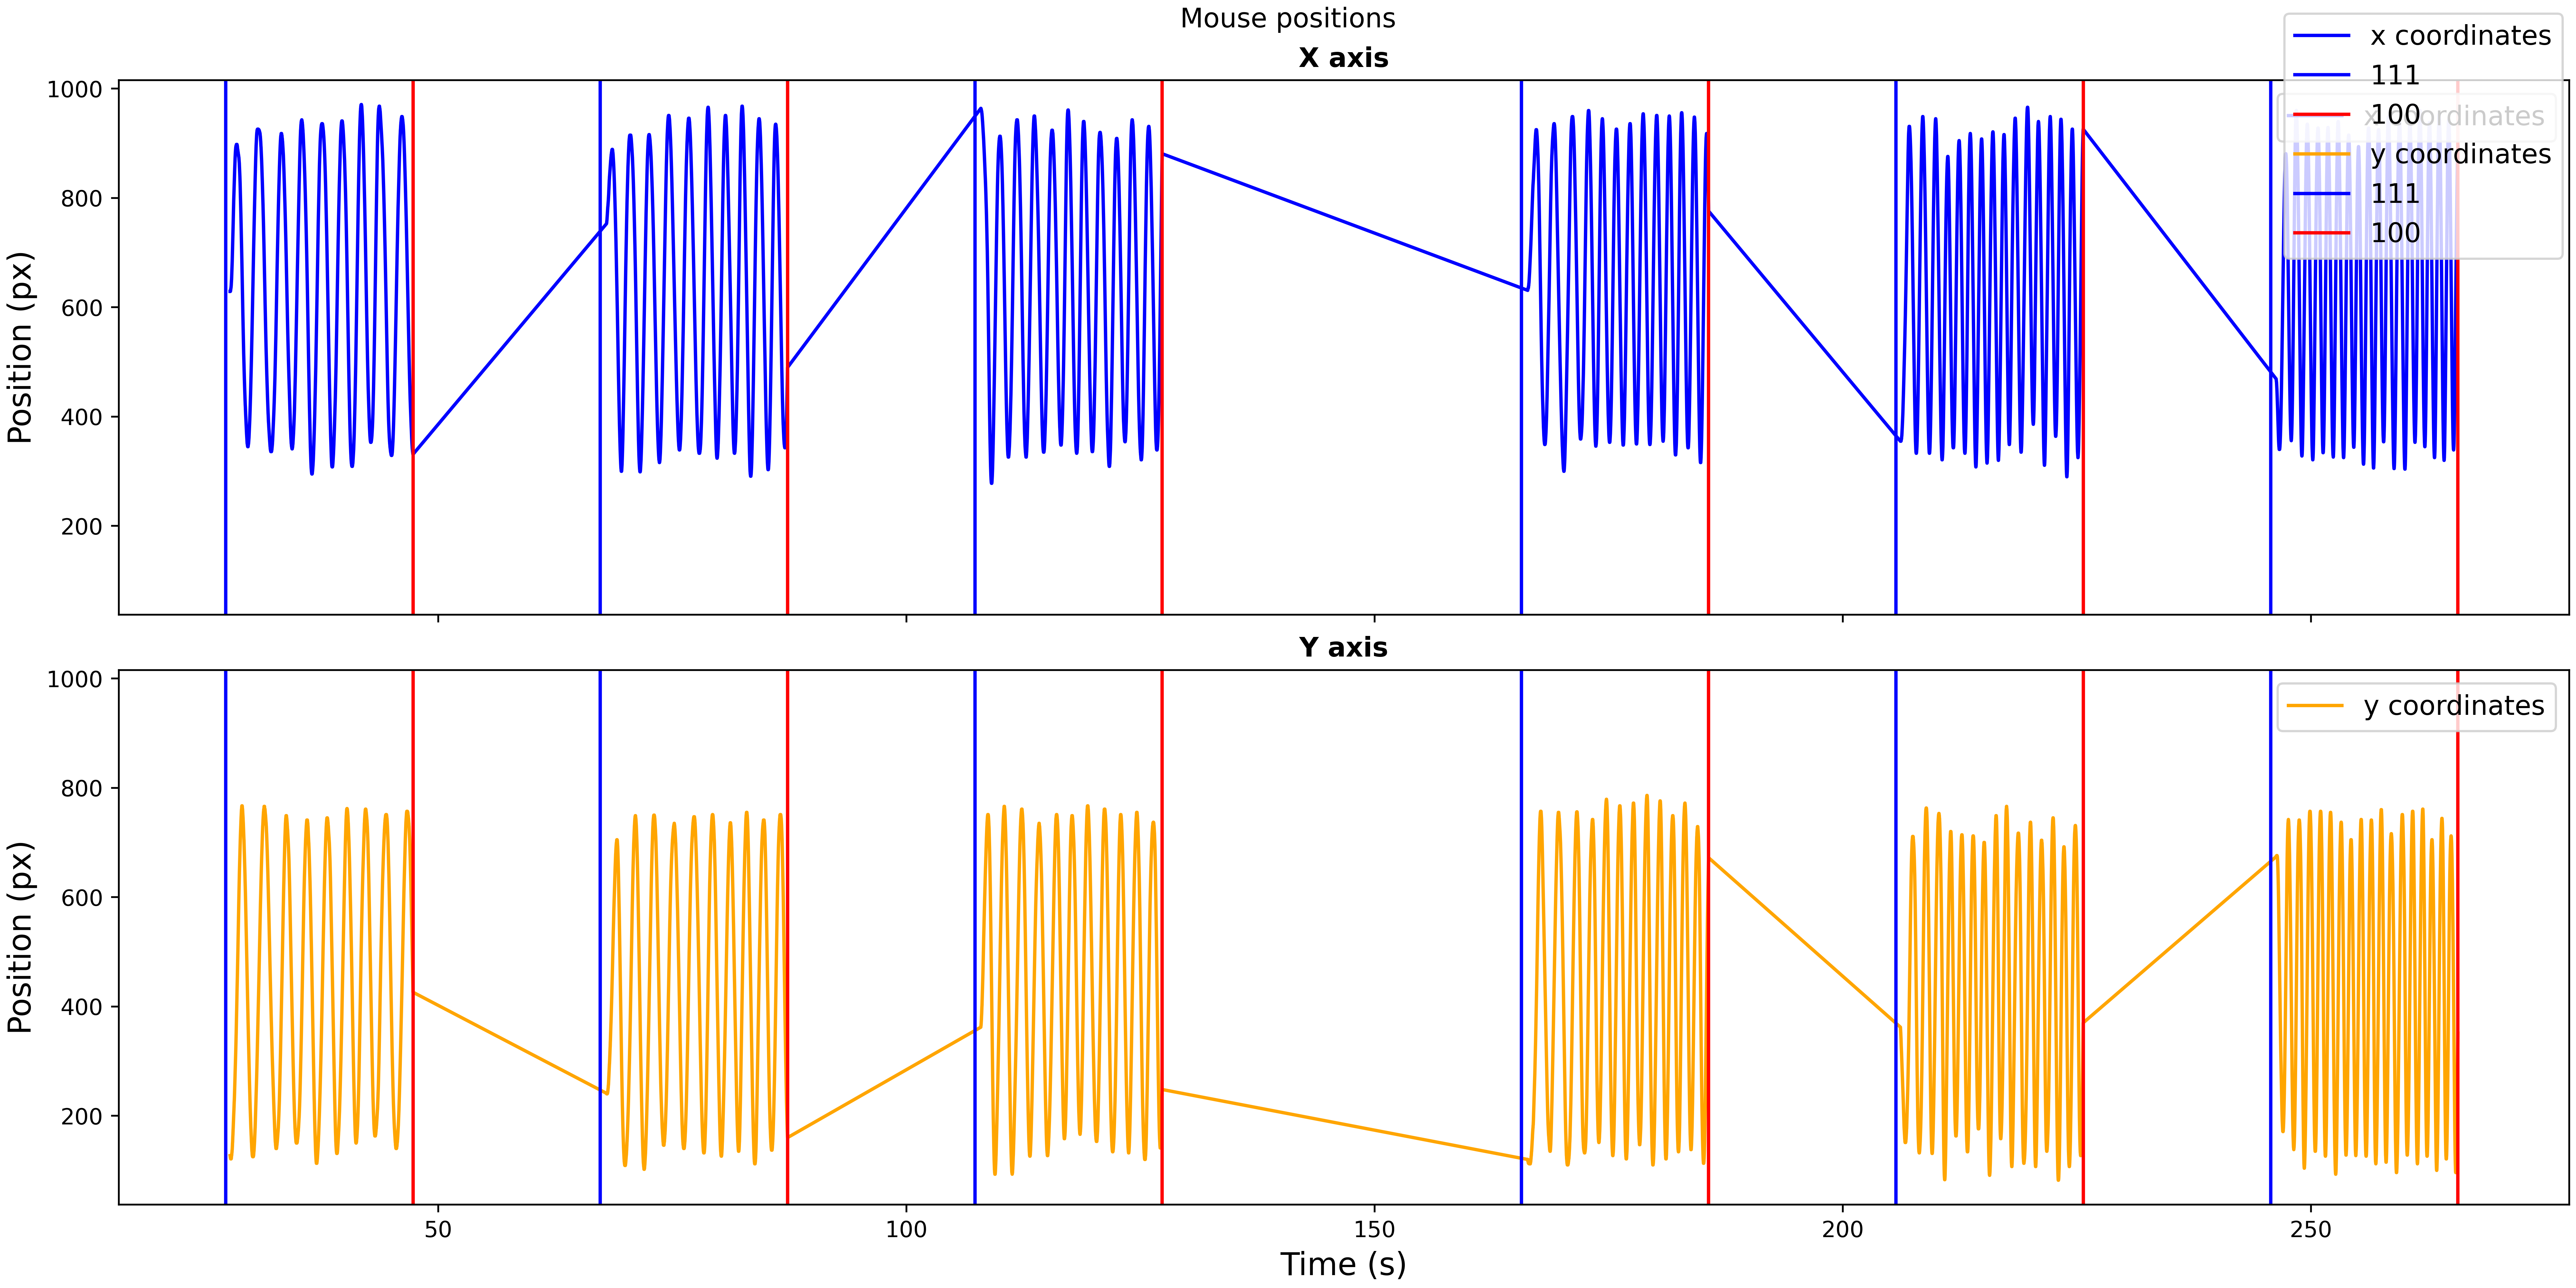 Mouse positions
X axis
x coordinates
111
100
x coordinates
y coordinates
111
100
1000
800
600
400
200
Position (px)
Y axis
y coordinates
1000
800
600
400
200
Position (px)
50 100 150 200 250
Time (s)